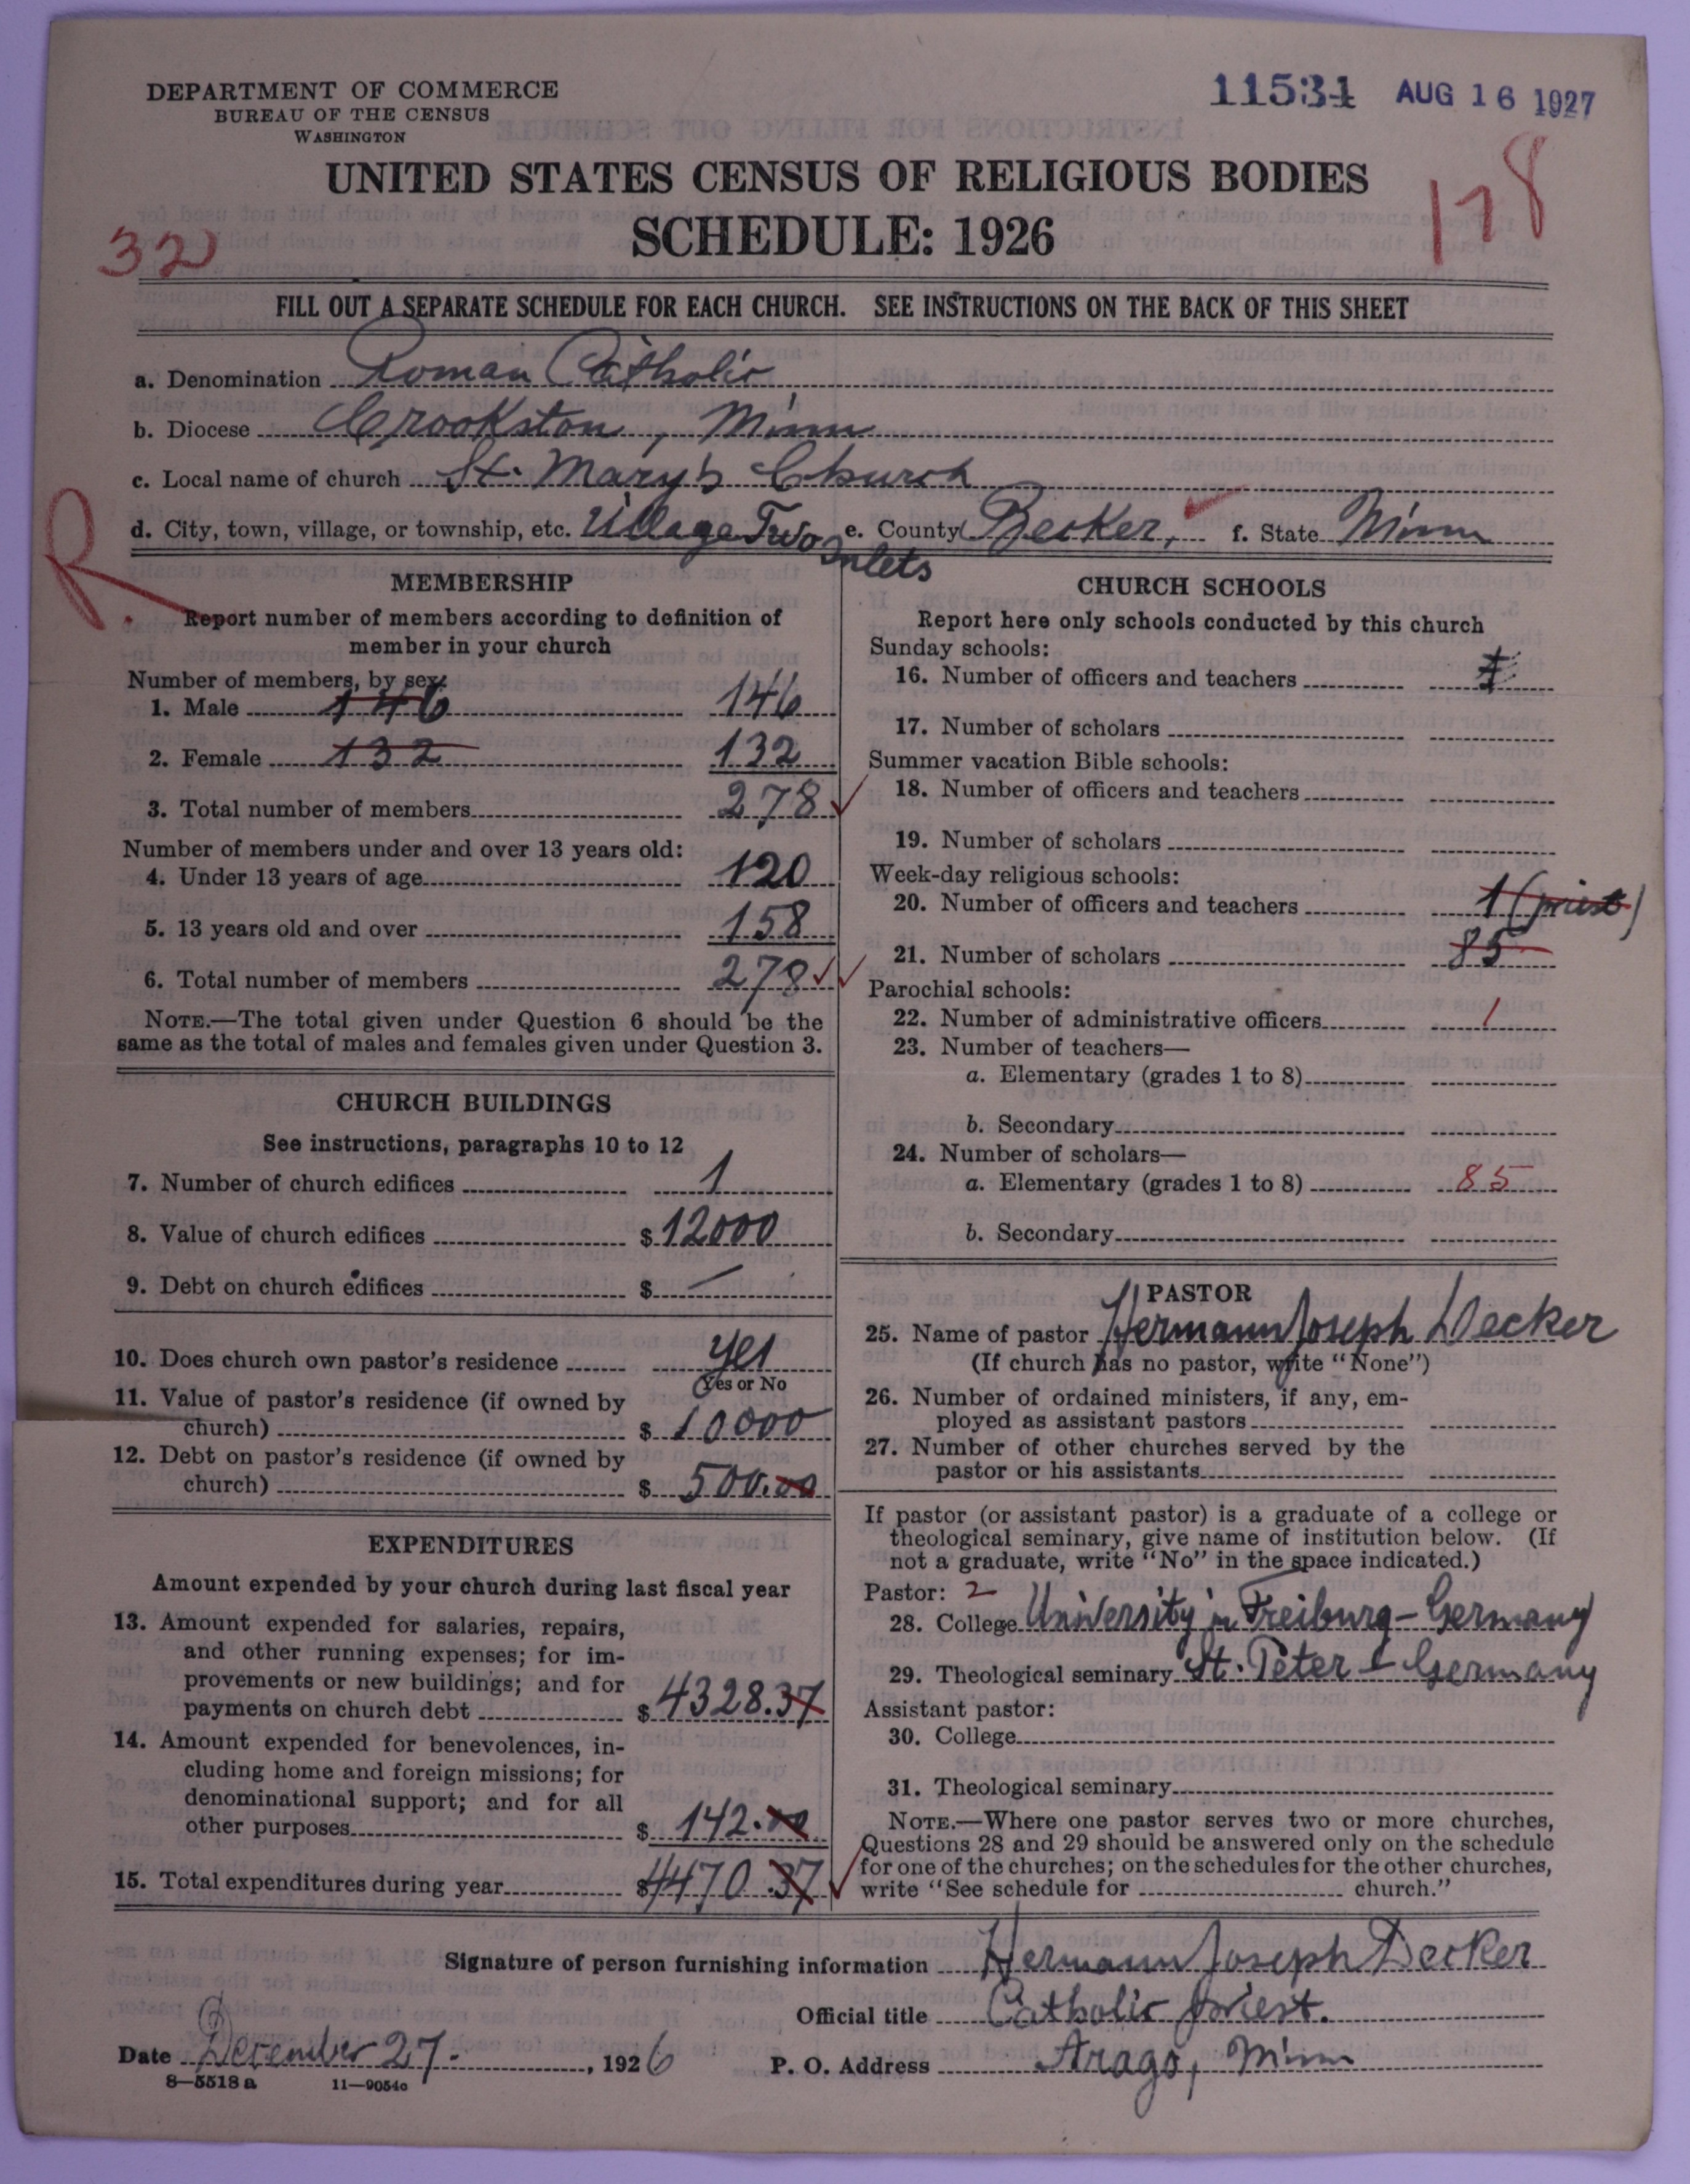 DEPARTMENT OF COMMERCE
BUREAU OF THE CENSUS
WASHINGTON
11534 AUG 16 1927
UNITED STATES CENSUS OF RELIGIOUS BODIES
SCHEDULE: 1926
32
178
FILL OUT A SEPARATE SCHEDULE FOR EACH CHURCH. SEE INSTRUCTIONS ON THE BACK OF THIS SHEET
a. Denomination Roman Catholic
b. Diocese Crookston, Minn
c. Local name of church St. Mary's Church
d. City, town, village, or township, etc. Village Two Inlets e. County Becker, f. State Minn
R
MEMBERSHIP
Report number of members according to definition of
member in your church
Number of members, by sex:
1. Male 146 146
2. Female 132 132
3. Total number of members 278
Number of members under and over 13 years old:
4. Under 13 years of age 120
5. 13 years old and over 158
6. Total number of members 278
NOTE.—The total given under Question 6 should be the
same as the total of males and females given under Question 3.
CHURCH BUILDINGS
See instructions, paragraphs 10 to 12
7. Number of church edifices 1
8. Value of church edifices $12000
9. Debt on church edifices $ —
10. Does church own pastor's residence yes
(Yes or No
11. Value of pastor's residence (if owned by
church) $ 10000
12. Debt on pastor's residence (if owned by
church) $ 500.00
EXPENDITURES
Amount expended by your church during last fiscal year
13. Amount expended for salaries, repairs,
and other running expenses; for im-
provements or new buildings; and for
payments on church debt $ 4328.37
14. Amount expended for benevolences, in-
cluding home and foreign missions; for
denominational support; and for all
other purposes $ 142.00
15. Total expenditures during year $4470.37
CHURCH SCHOOLS
Report here only schools conducted by this church
Sunday schools:
16. Number of officers and teachers
17. Number of scholars
Summer vacation Bible schools:
18. Number of officers and teachers
19. Number of scholars
Week-day religious schools:
20. Number of officers and teachers 1 (priest)
21. Number of scholars 85
Parochial schools:
22. Number of administrative officers 1
23. Number of teachers—
a. Elementary (grades 1 to 8)
b. Secondary
24. Number of scholars—
a. Elementary (grades 1 to 8) 85
b. Secondary
PASTOR
25. Name of pastor Hermann Joseph Decker
(If church has no pastor, write "None")
26. Number of ordained ministers, if any, em-
ployed as assistant pastors
27. Number of other churches served by the
pastor or his assistants
If pastor (or assistant pastor) is a graduate of a college or
theological seminary, give name of institution below. (If
not a graduate, write "No" in the space indicated.)
Pastor: 2
28. College University in Freiburg - Germany
29. Theological seminary St. Peter - Germany
Assistant pastor:
30. College
31. Theological seminary
NOTE.—Where one pastor serves two or more churches,
Questions 28 and 29 should be answered only on the schedule
for one of the churches; on the schedules for the other churches,
write "See schedule for church."
Signature of person furnishing information Hermann Joseph Decker
Official title Catholic priest.
Date December 27. , 1926 P. O. Address Arago, Minn
8—5518 a 11—9054c